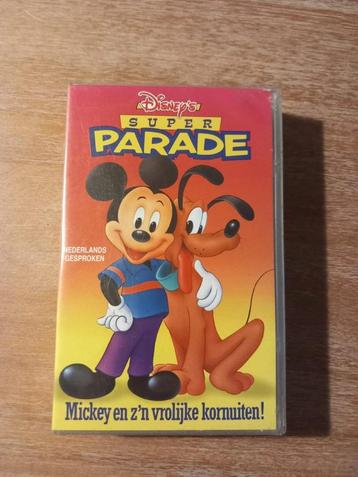 Disney's
SUPER
PARADE
NEDERLANDS
GESPROKEN
Mickey en z'n vrolijke kornuiten!